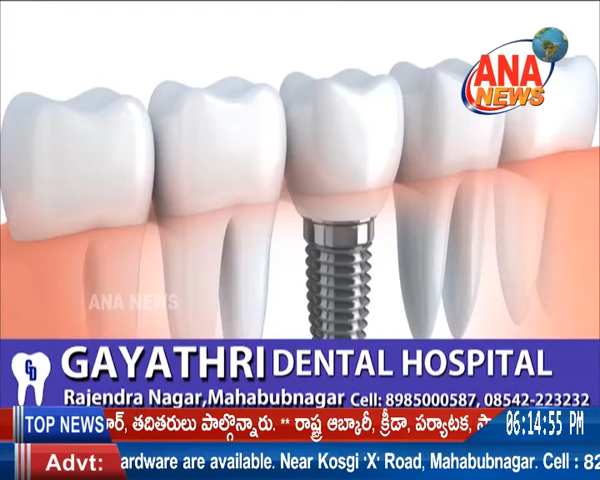 ANA
NEWS
ANA NEWS
GD
GAYATHRI DENTAL HOSPITAL
Rajendra Nagar,Mahabubnagar Cell: 8985000587, 08542-223232
TOP NEWS తదితరులు పాల్గొన్నారు. ** రాష్ట్ర ఆబ్కారీ, క్రీడా, పర్యాటక, 06:14:55 PM
Advt: are available. Near Kosgi 'X' Road, Mahabubnagar. Cell : 82